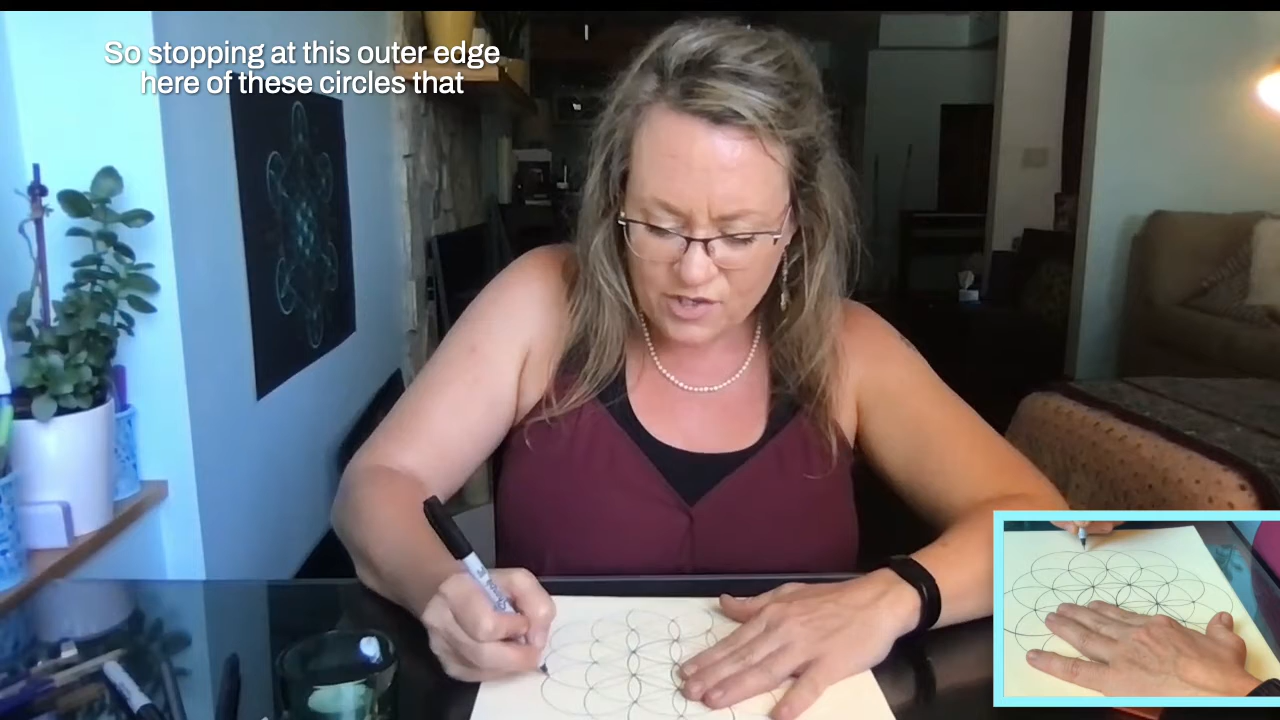 So stopping at this outer edge
here of these circles that